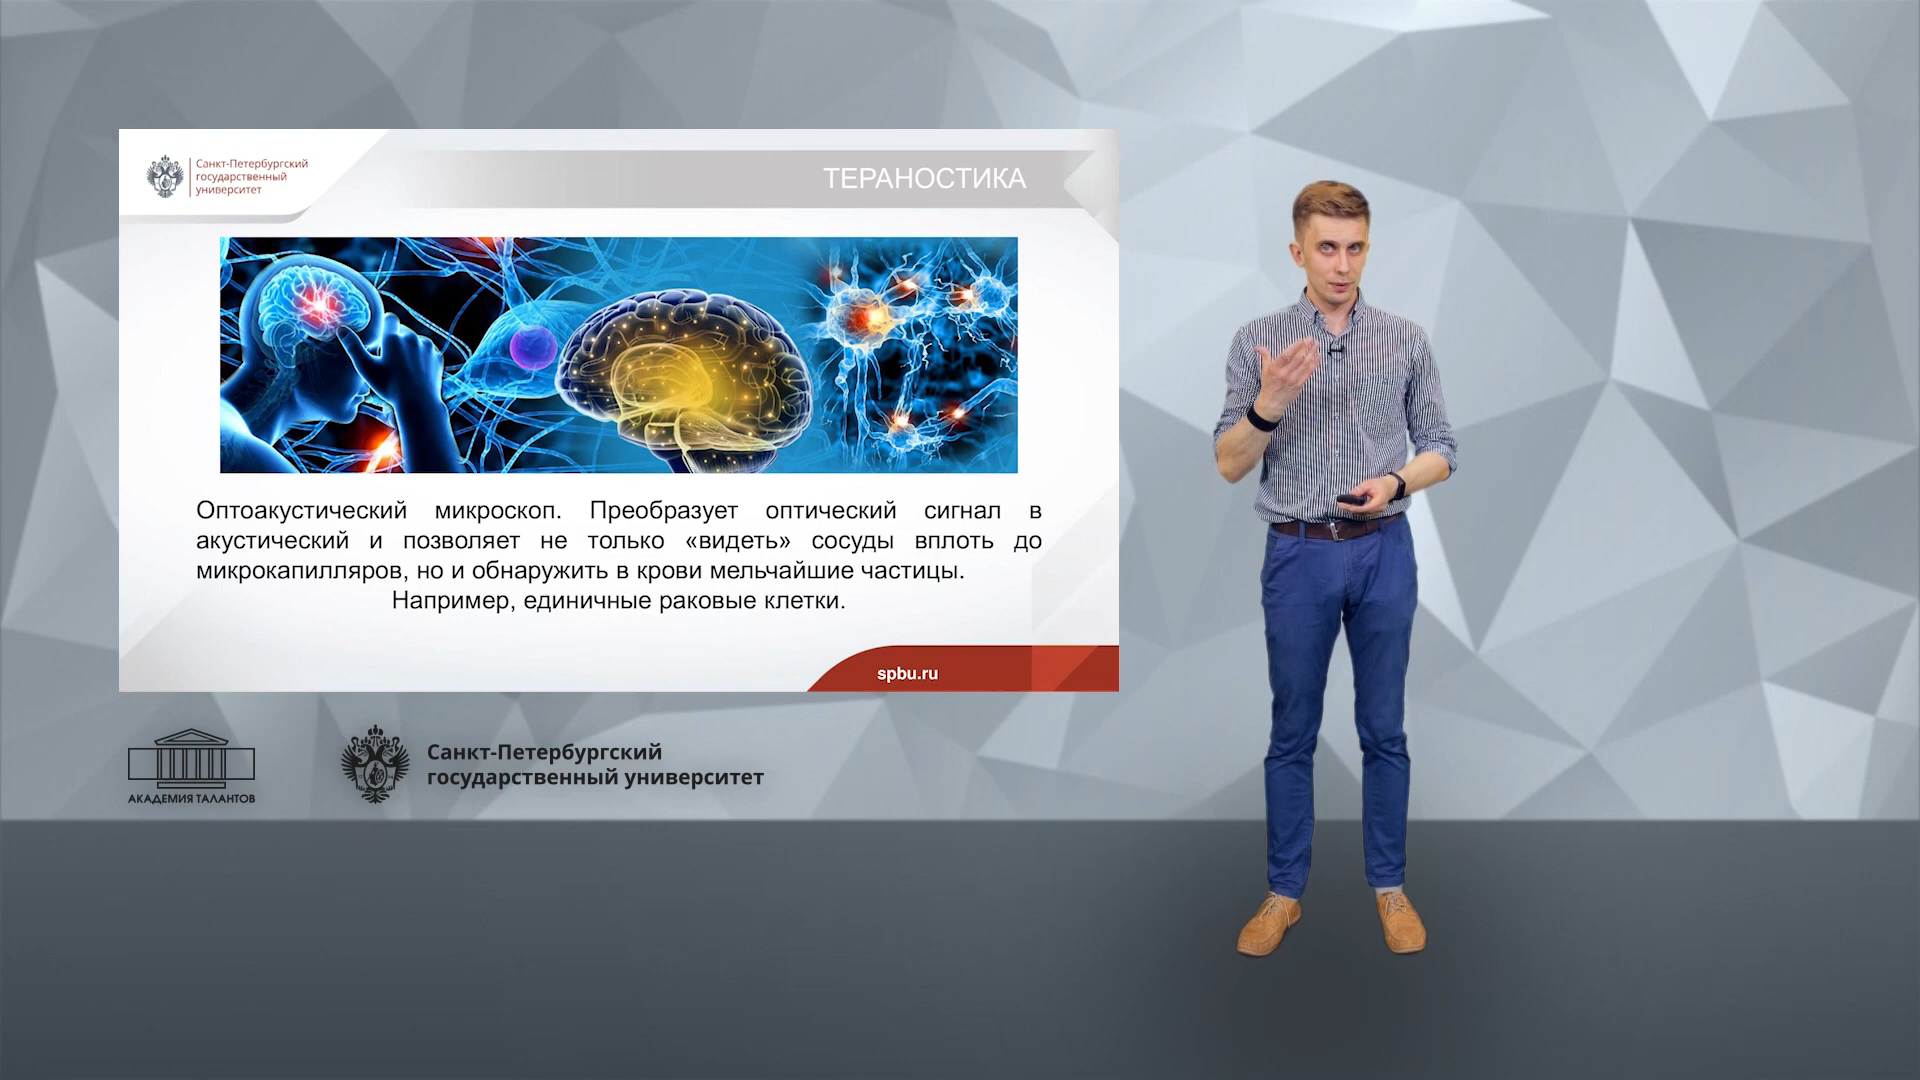 Санкт-Петербургский
государственный
университет
ТЕРАНОСТИКА
Оптоакустический микроскоп. Преобразует оптический сигнал в
акустический и позволяет не только «видеть» сосуды вплоть до
микрокапилляров, но и обнаружить в крови мельчайшие частицы.
Например, единичные раковые клетки.
spbu.ru
АКАДЕМИЯ ТАЛАНТОВ
Санкт-Петербургский
государственный университет